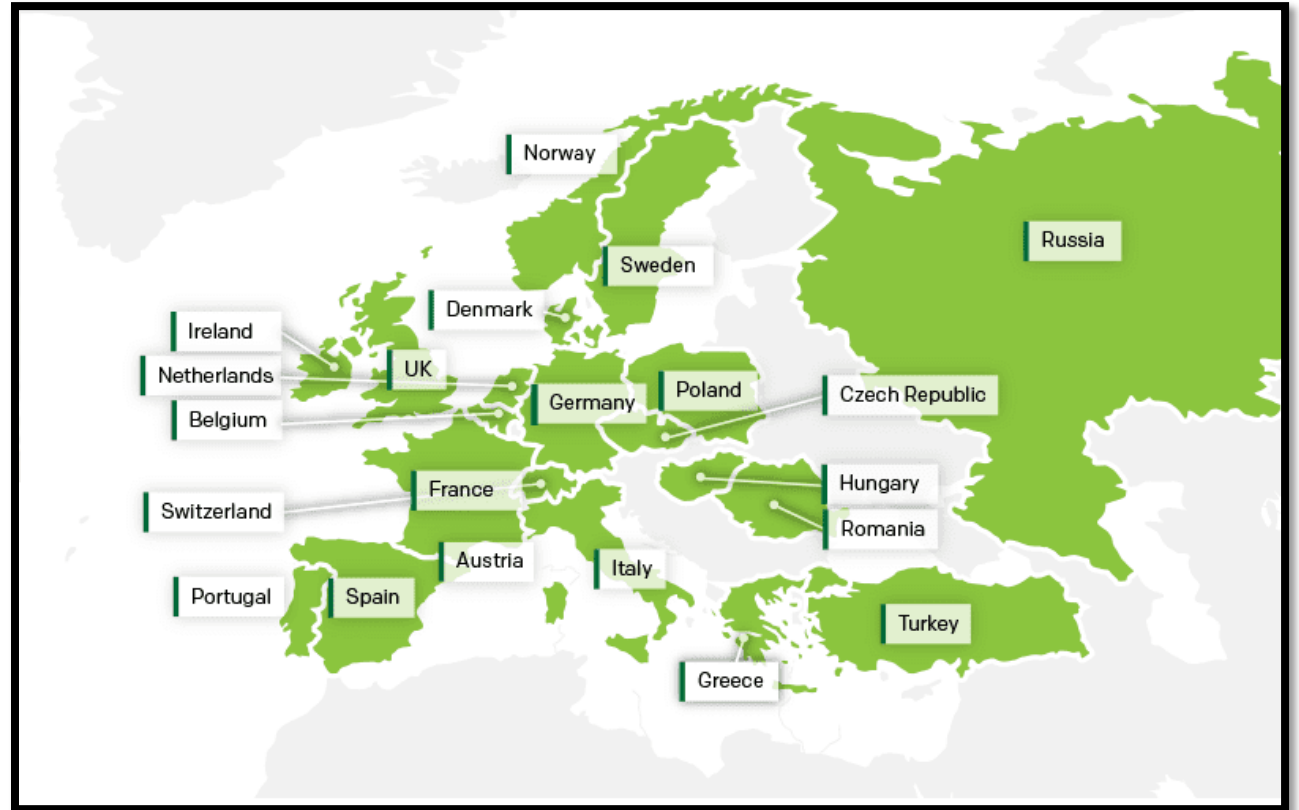 Norway
Russia
Sweden
Denmark
Ireland
UK
Netherlands
Poland
Czech Republic
Germany
Belgium
Hungary
France
Switzerland
Romania
Austria
Italy
Portugal
Spain
Turkey
Greece